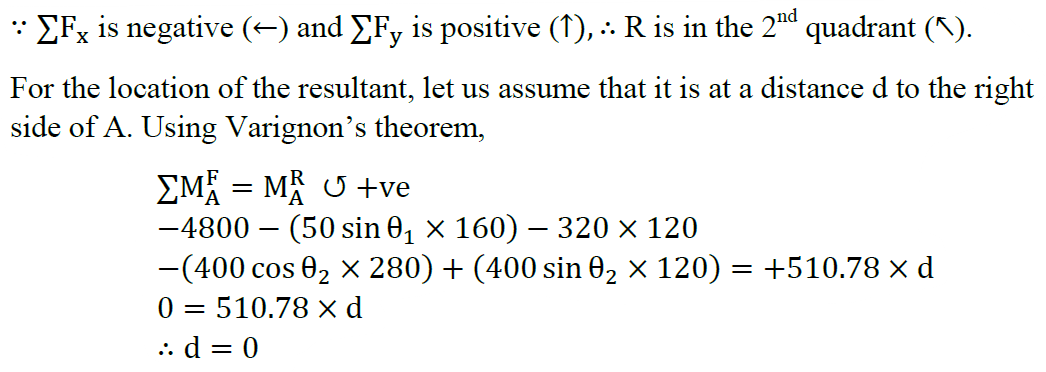 ∵ ∑Fₓ is negative (←) and ∑Fᵧ is positive (↑), ∴ R is in the 2ⁿᵈ quadrant (↖).
For the location of the resultant, let us assume that it is at a distance d to the right
side of A. Using Varignon’s theorem,
∑M_A^F = M_A^R ↺ +ve
−4800 − (50 sin θ₁ × 160) − 320 × 120
−(400 cos θ₂ × 280) + (400 sin θ₂ × 120) = +510.78 × d
0 = 510.78 × d
∴ d = 0